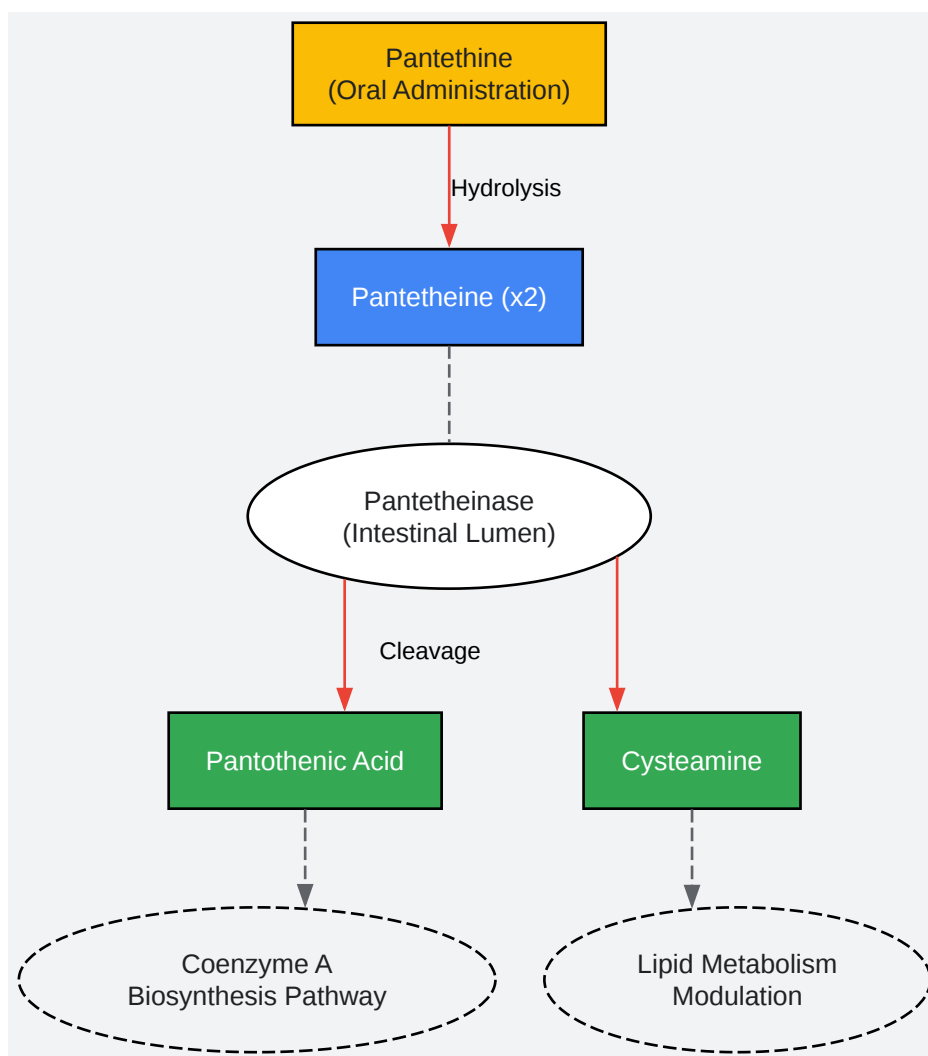 Pantethine
(Oral Administration)
Hydrolysis
Pantetheine (x2)
Pantetheinase
(Intestinal Lumen)
Cleavage
Pantothenic Acid
Cysteamine
Coenzyme A
Biosynthesis Pathway
Lipid Metabolism
Modulation